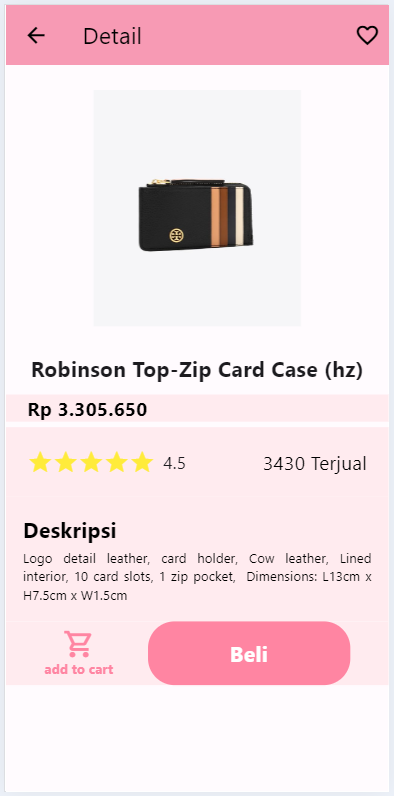 Detail
Robinson Top-Zip Card Case (hz)
Rp 3.305.650
4.5
3430 Terjual
Deskripsi
Logo detail leather, card holder, Cow leather, Lined
interior, 10 card slots, 1 zip pocket, Dimensions: L13cm x
H7.5cm x W1.5cm
add to cart
Beli